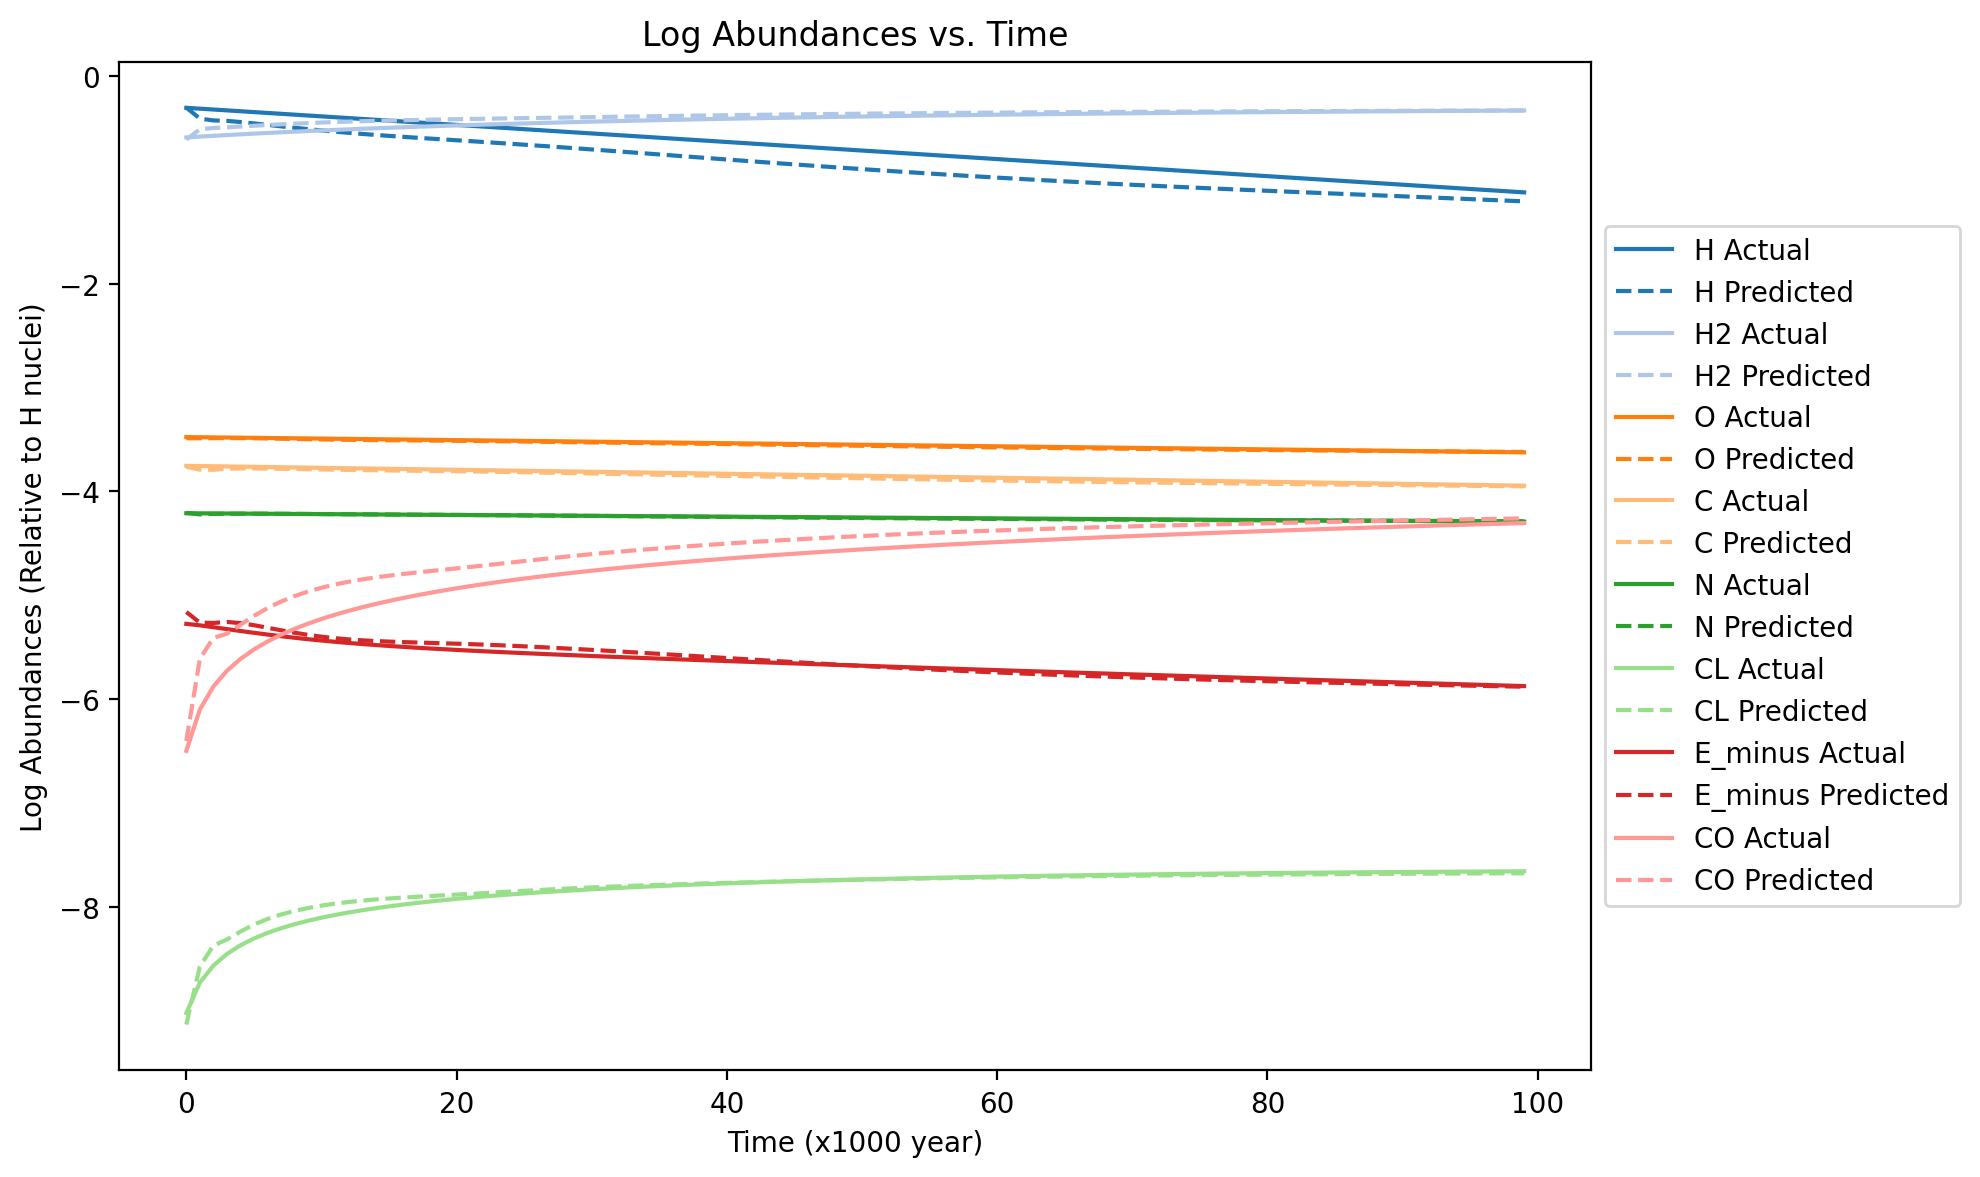 Log Abundances vs. Time
Log Abundances (Relative to H nuclei)
0
−2
−4
−6
−8
0
20
40
60
80
100
Time (x1000 year)
H Actual
H Predicted
H2 Actual
H2 Predicted
O Actual
O Predicted
C Actual
C Predicted
N Actual
N Predicted
CL Actual
CL Predicted
E_minus Actual
E_minus Predicted
CO Actual
CO Predicted